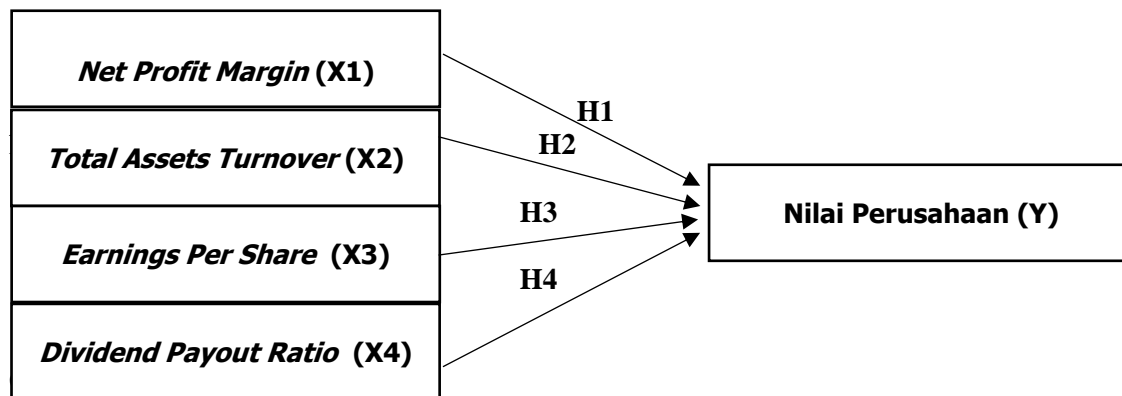 Net Profit Margin (X1)
H1
H2
Total Assets Turnover (X2)
Nilai Perusahaan (Y)
H3
Earnings Per Share (X3)
H4
Dividend Payout Ratio (X4)